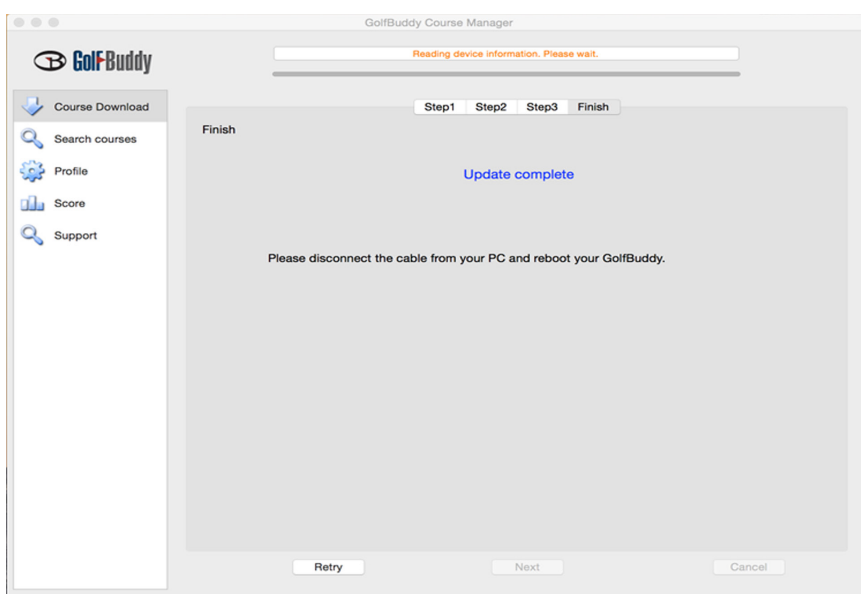 GolfBuddy Course Manager
GolfBuddy
Reading device information. Please wait.
Course Download
Search courses
Profile
Score
Support
Step1 Step2 Step3 Finish
Finish
Update complete
Please disconnect the cable from your PC and reboot your GolfBuddy.
Retry Next Cancel